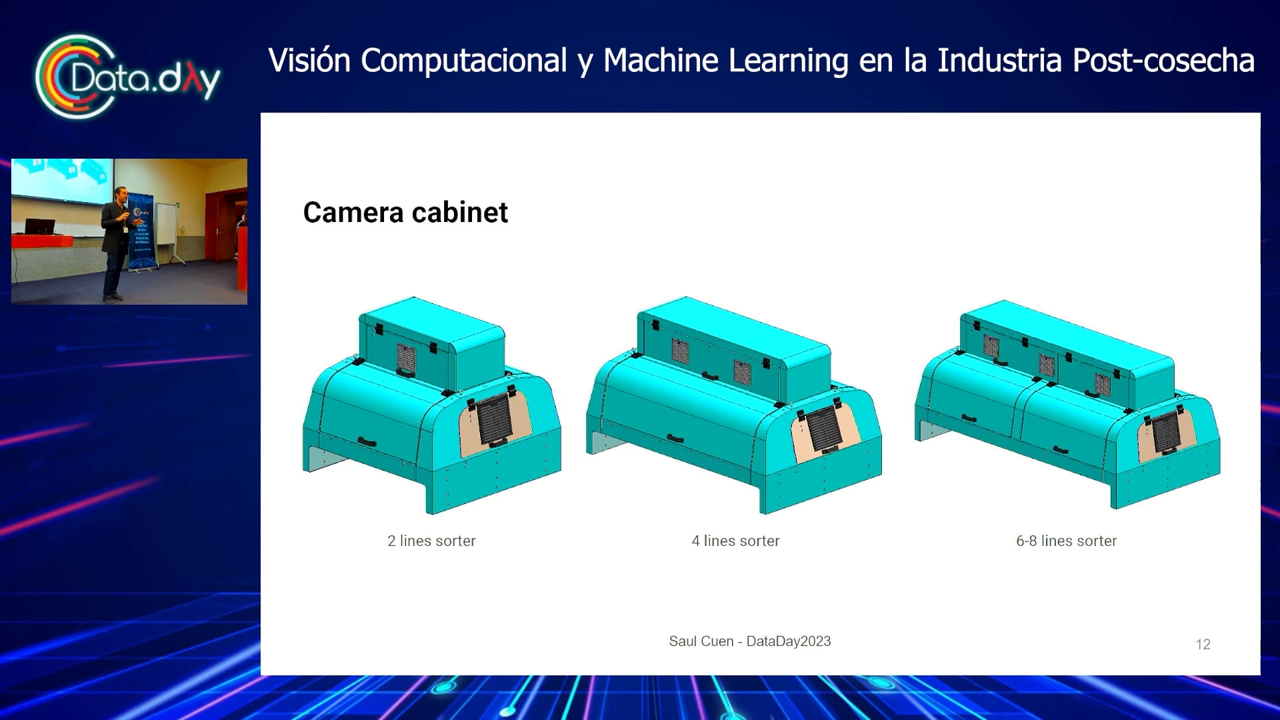 Data.dλy
Visión Computacional y Machine Learning en la Industria Post-cosecha
Camera cabinet
2 lines sorter
4 lines sorter
6-8 lines sorter
Saul Cuen - DataDay2023
12